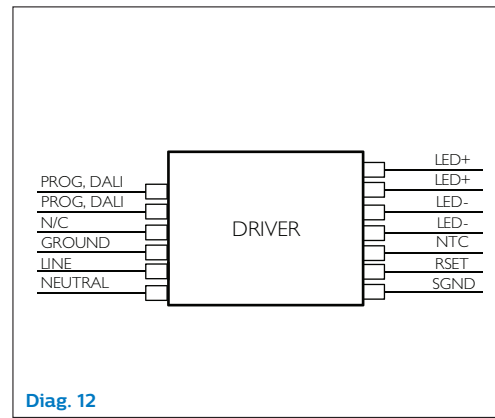 PROG, DALI
PROG, DALI
N/C
GROUND
LINE
NEUTRAL
DRIVER
LED+
LED+
LED-
LED-
NTC
RSET
SGND
Diag. 12